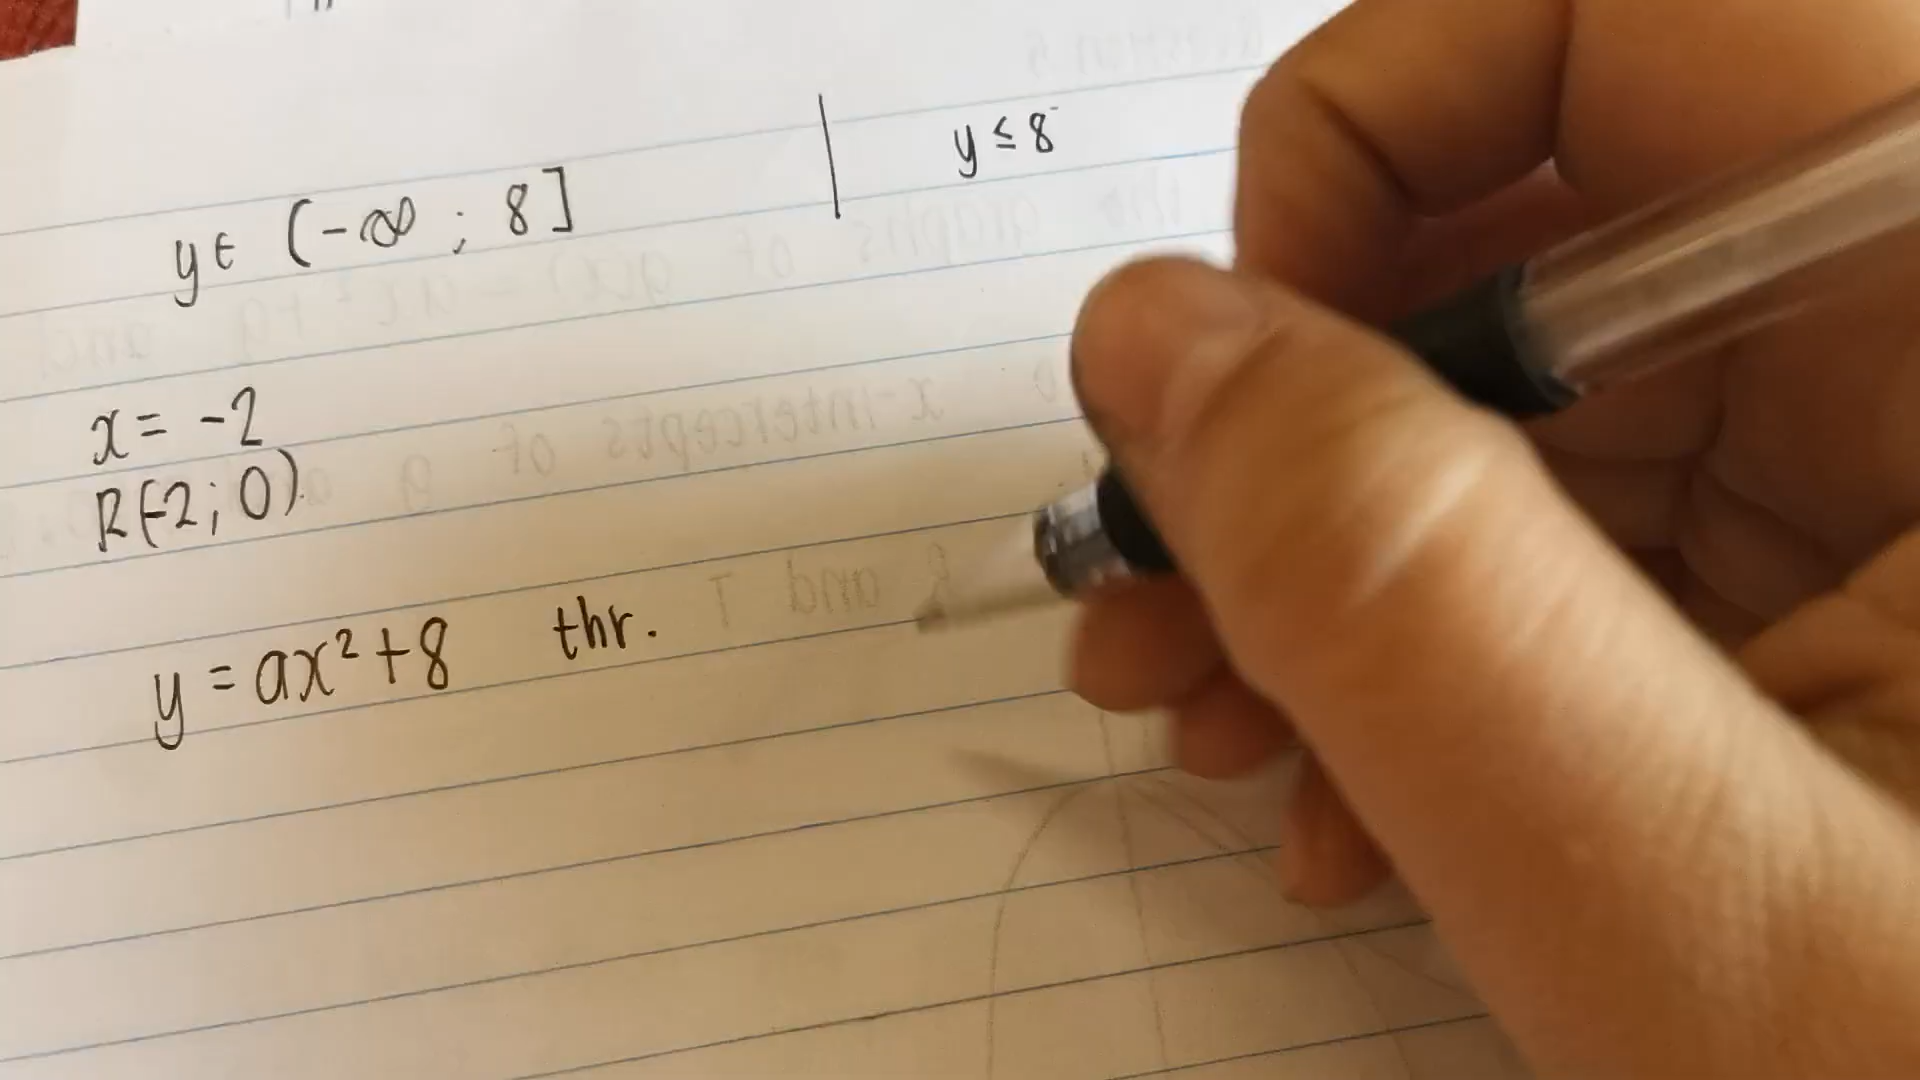 y ∈ (-∞ ; 8] | y ≤ 8
x = -2
R(-2; 0)
y = ax² + 8 thr.